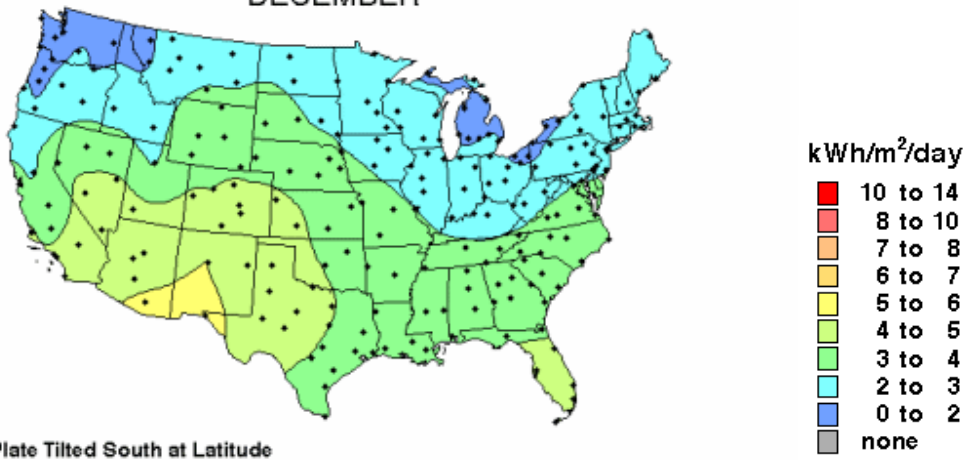 DECEMBER
kWh/m²/day
10 to 14
8 to 10
7 to 8
6 to 7
5 to 6
4 to 5
3 to 4
2 to 3
0 to 2
none
Plate Tilted South at Latitude